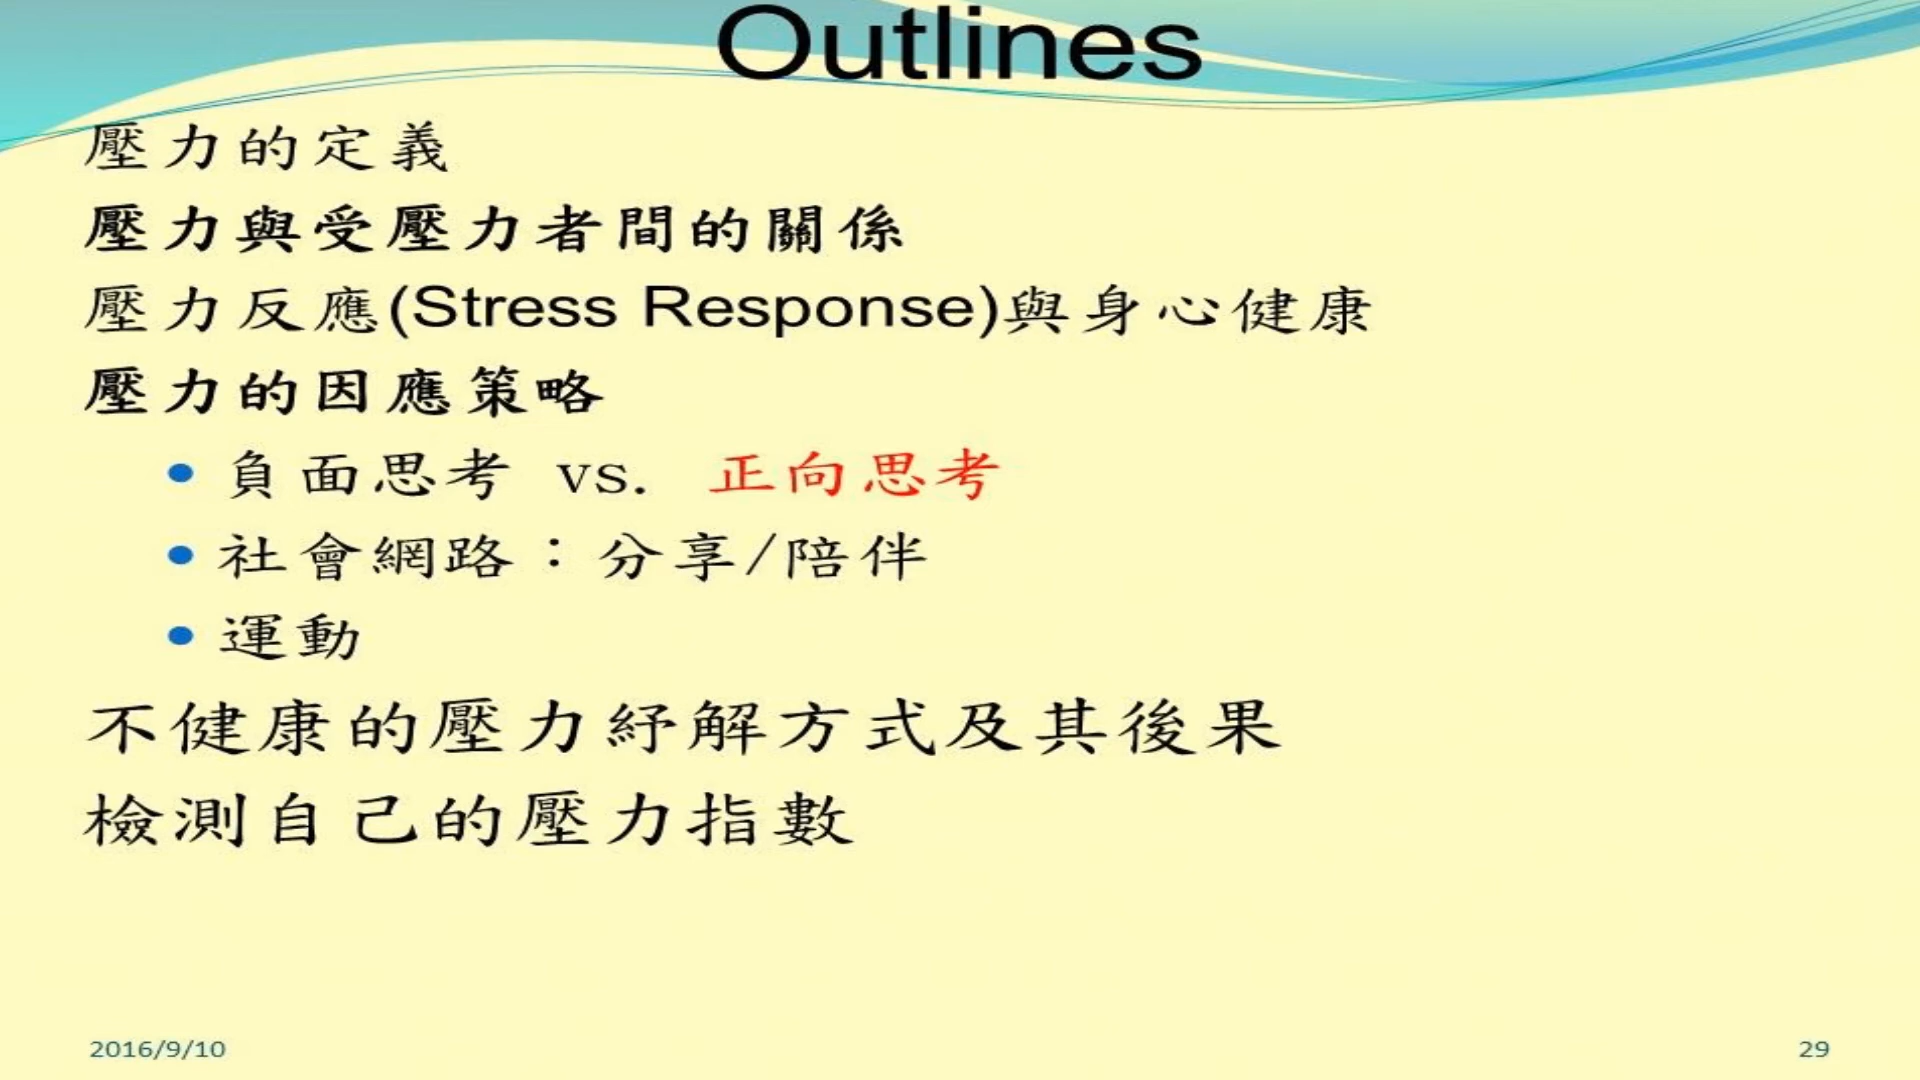 Outlines
壓力的定義
壓力與受壓力者間的關係
壓力反應(Stress Response)與身心健康
壓力的因應策略
• 負面思考 vs. 正向思考
• 社會網路：分享/陪伴
• 運動
不健康的壓力紓解方式及其後果
檢測自己的壓力指數
2016/9/10
29